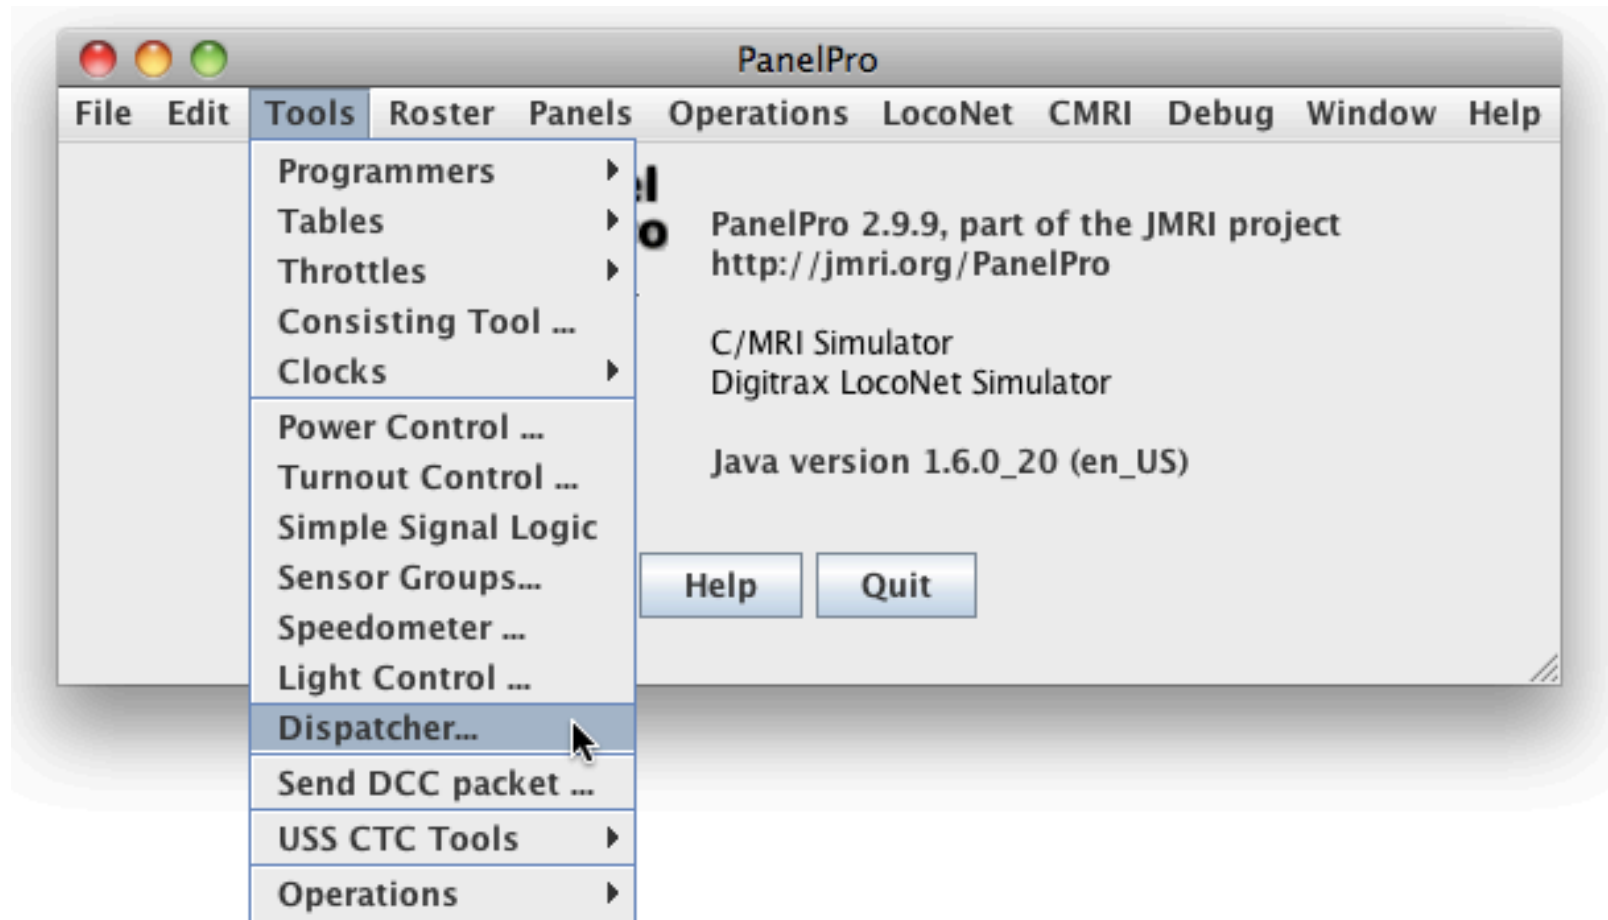 PanelPro
File Edit Tools Roster Panels Operations LocoNet CMRI Debug Window Help
Programmers
Tables
Throttles
Consisting Tool ...
Clocks
Power Control ...
Turnout Control ...
Simple Signal Logic
Sensor Groups...
Speedometer ...
Light Control ...
Dispatcher...
Send DCC packet ...
USS CTC Tools
Operations
PanelPro 2.9.9, part of the JMRI project
http://jmri.org/PanelPro
C/MRI Simulator
Digitrax LocoNet Simulator
Java version 1.6.0_20 (en_US)
Help Quit